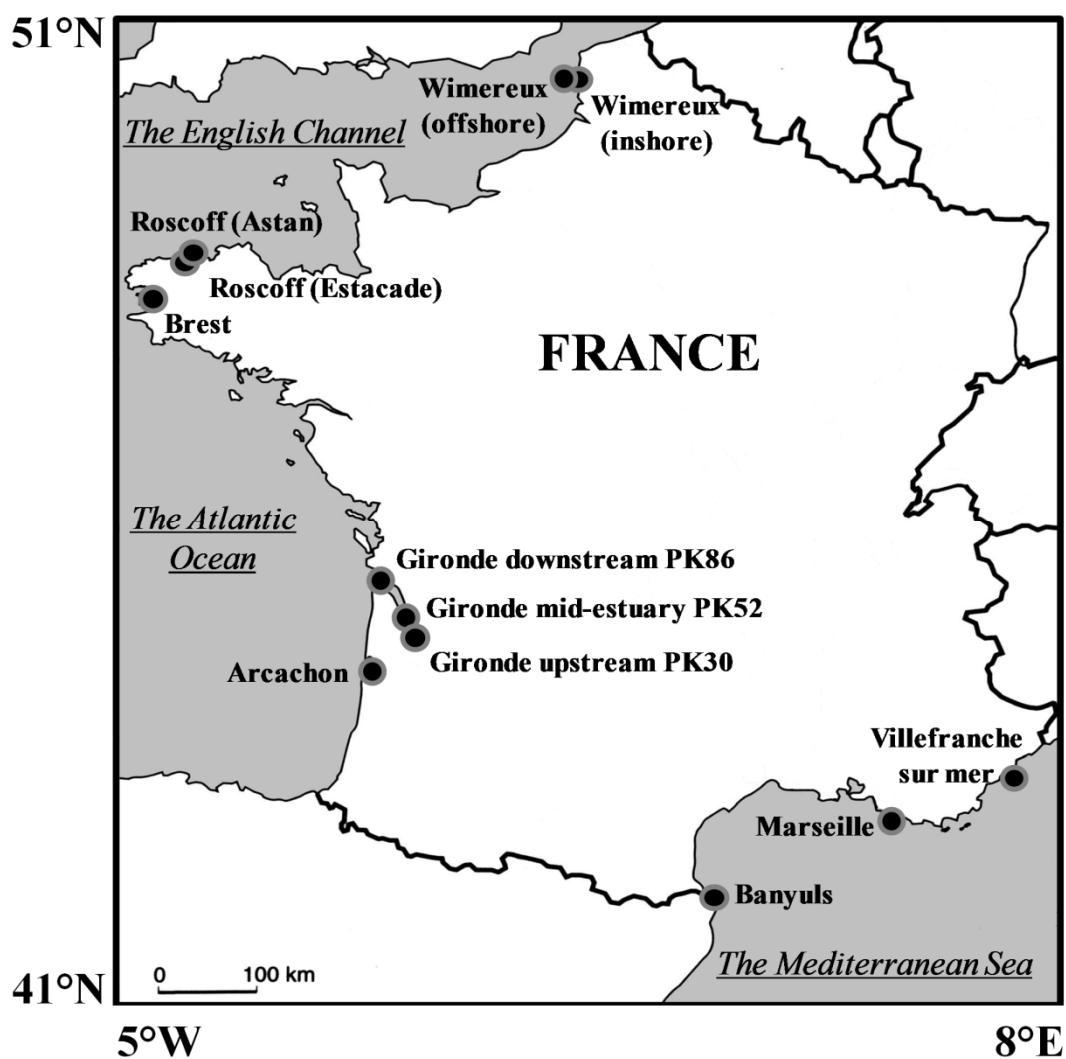 51°N
Wimereux
(offshore)
Wimereux
(inshore)
The English Channel
Roscoff (Astan)
Roscoff (Estacade)
Brest
FRANCE
The Atlantic
Ocean
Gironde downstream PK86
Gironde mid-estuary PK52
Gironde upstream PK30
Arcachon
Villefranche
sur mer
Marseille
Banyuls
The Mediterranean Sea
0 100 km
41°N
5°W 8°E